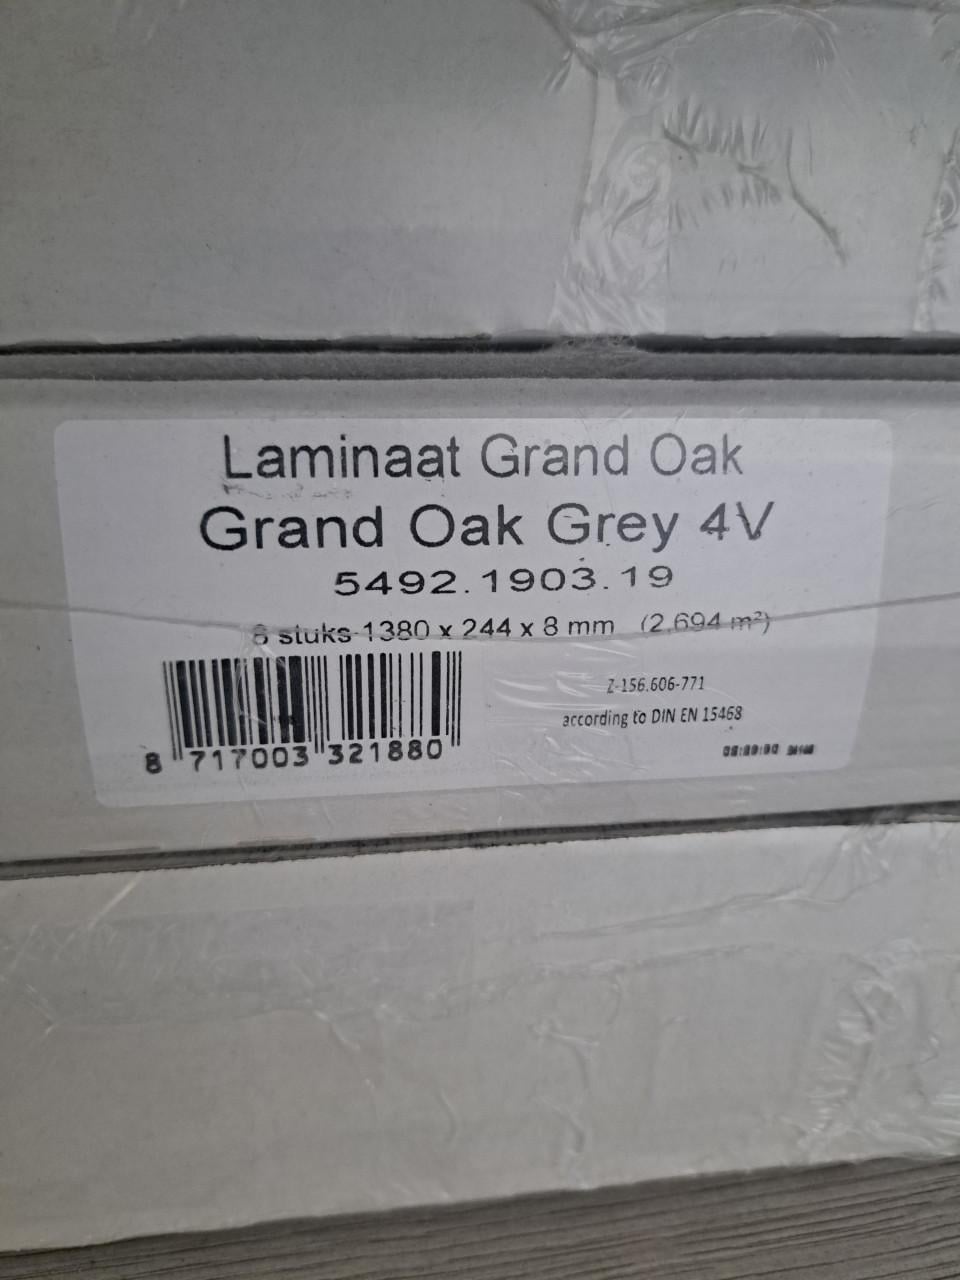 Laminaat Grand Oak
Grand Oak Grey 4V
5492.1903.19
8 stuks 1380 x 244 x 8 mm (2.694 m²)
Z-156.606-771
according to DIN EN 15468
8 717003 321880